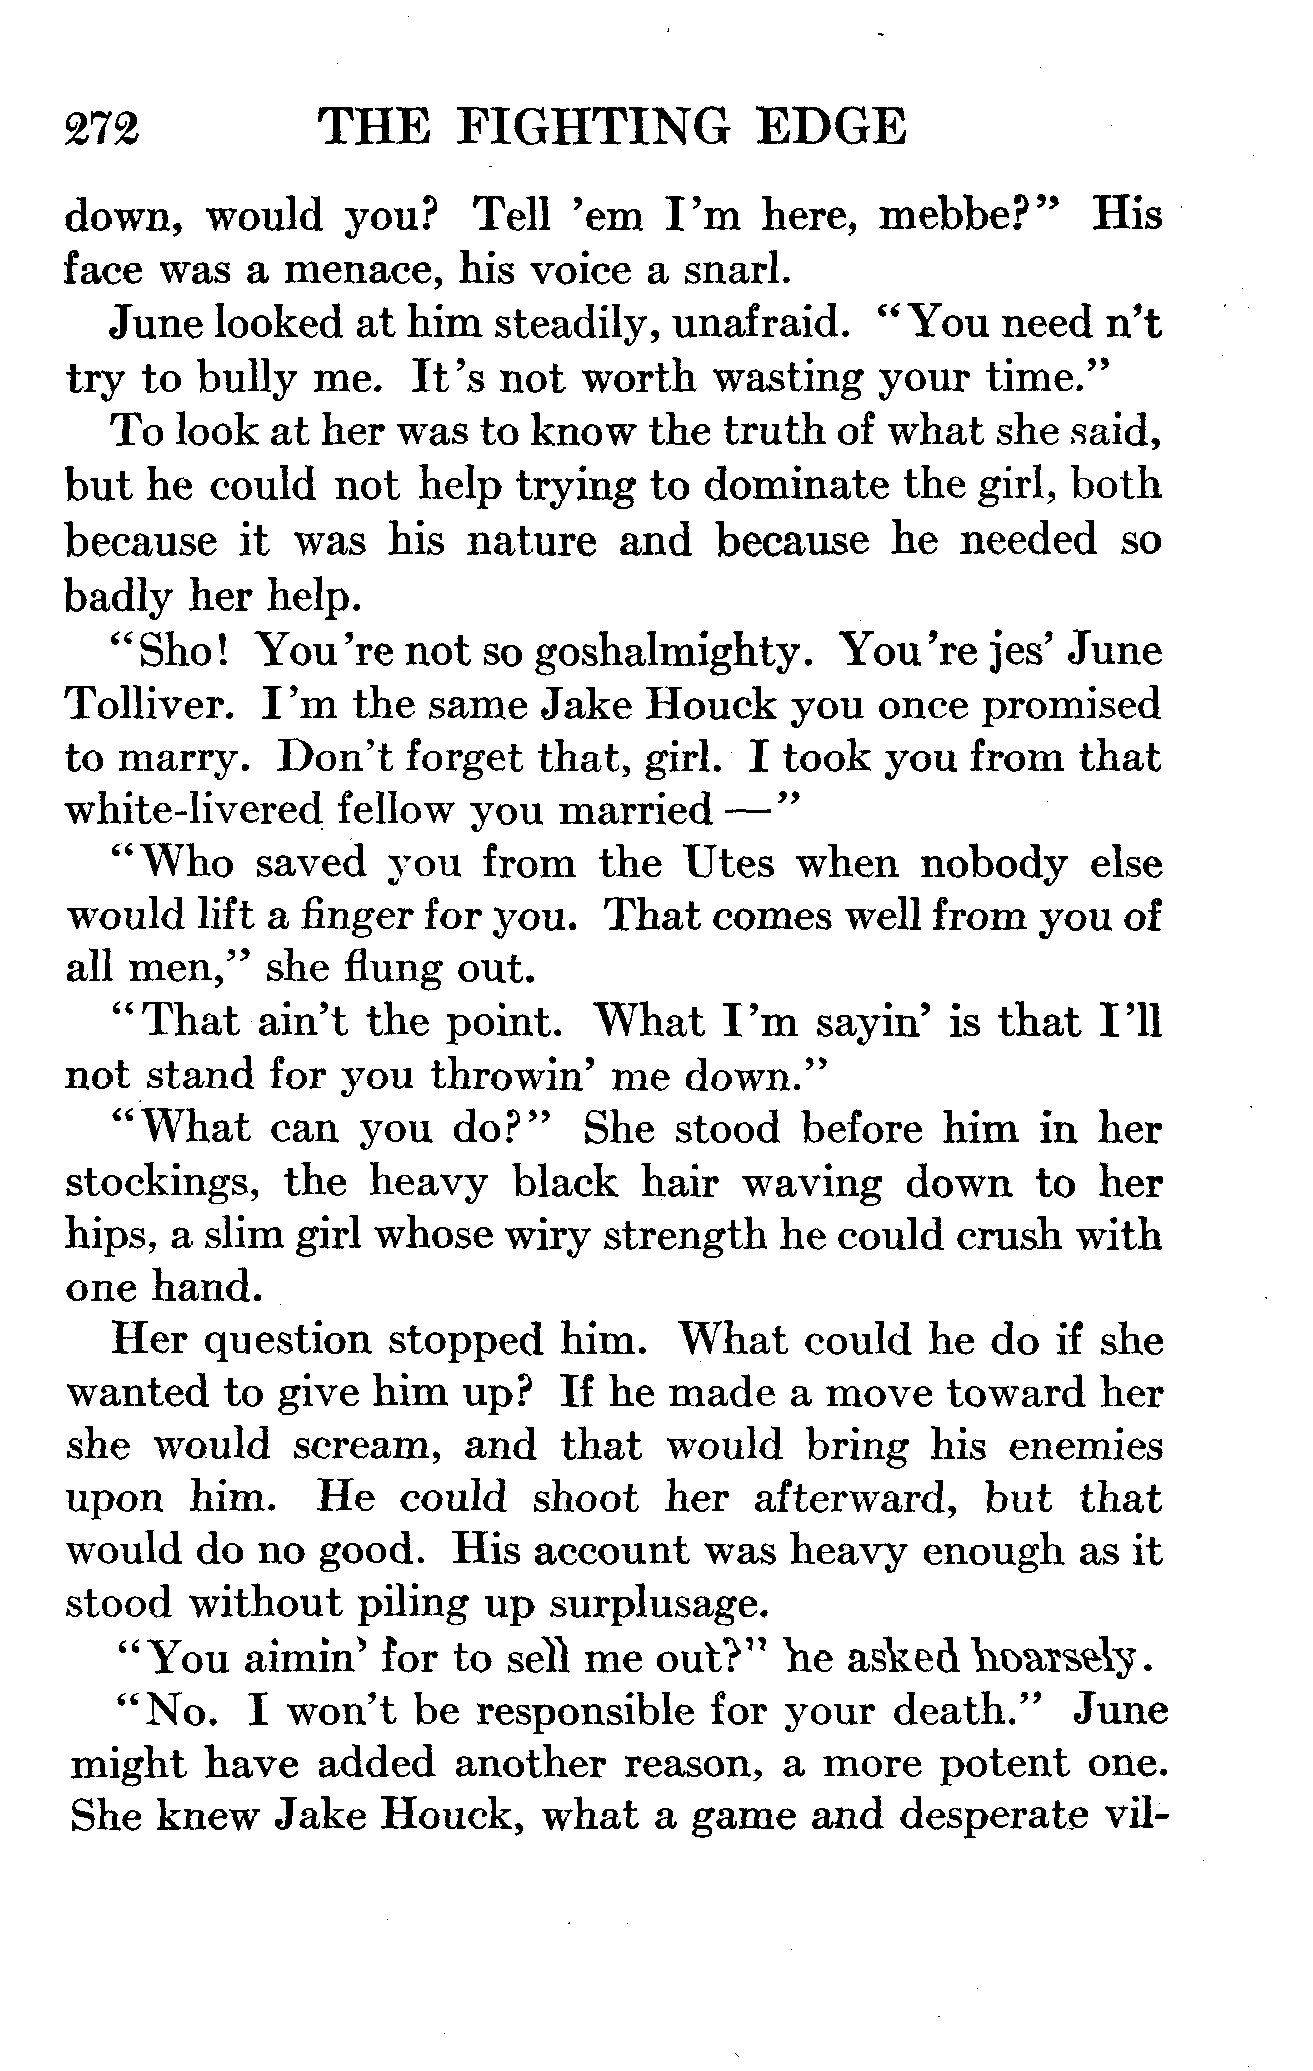 272 THE FIGHTING EDGE
down, would you? Tell 'em I'm here, mebbe?" His
face was a menace, his voice a snarl.
June looked at him steadily, unafraid. "You need n't
try to bully me. It's not worth wasting your time."
To look at her was to know the truth of what she said,
but he could not help trying to dominate the girl, both
because it was his nature and because he needed so
badly her help.
"Sho! You're not so goshalmighty. You're jes' June
Tolliver. I'm the same Jake Houck you once promised
to marry. Don't forget that, girl. I took you from that
white-livered fellow you married —"
"Who saved you from the Utes when nobody else
would lift a finger for you. That comes well from you of
all men," she flung out.
"That ain't the point. What I'm sayin' is that I'll
not stand for you throwin' me down."
"What can you do?" She stood before him in her
stockings, the heavy black hair waving down to her
hips, a slim girl whose wiry strength he could crush with
one hand.
Her question stopped him. What could he do if she
wanted to give him up? If he made a move toward her
she would scream, and that would bring his enemies
upon him. He could shoot her afterward, but that
would do no good. His account was heavy enough as it
stood without piling up surplusage.
"You aimin' for to sell me out?" he asked hoarsely.
"No. I won't be responsible for your death." June
might have added another reason, a more potent one.
She knew Jake Houck, what a game and desperate vil-